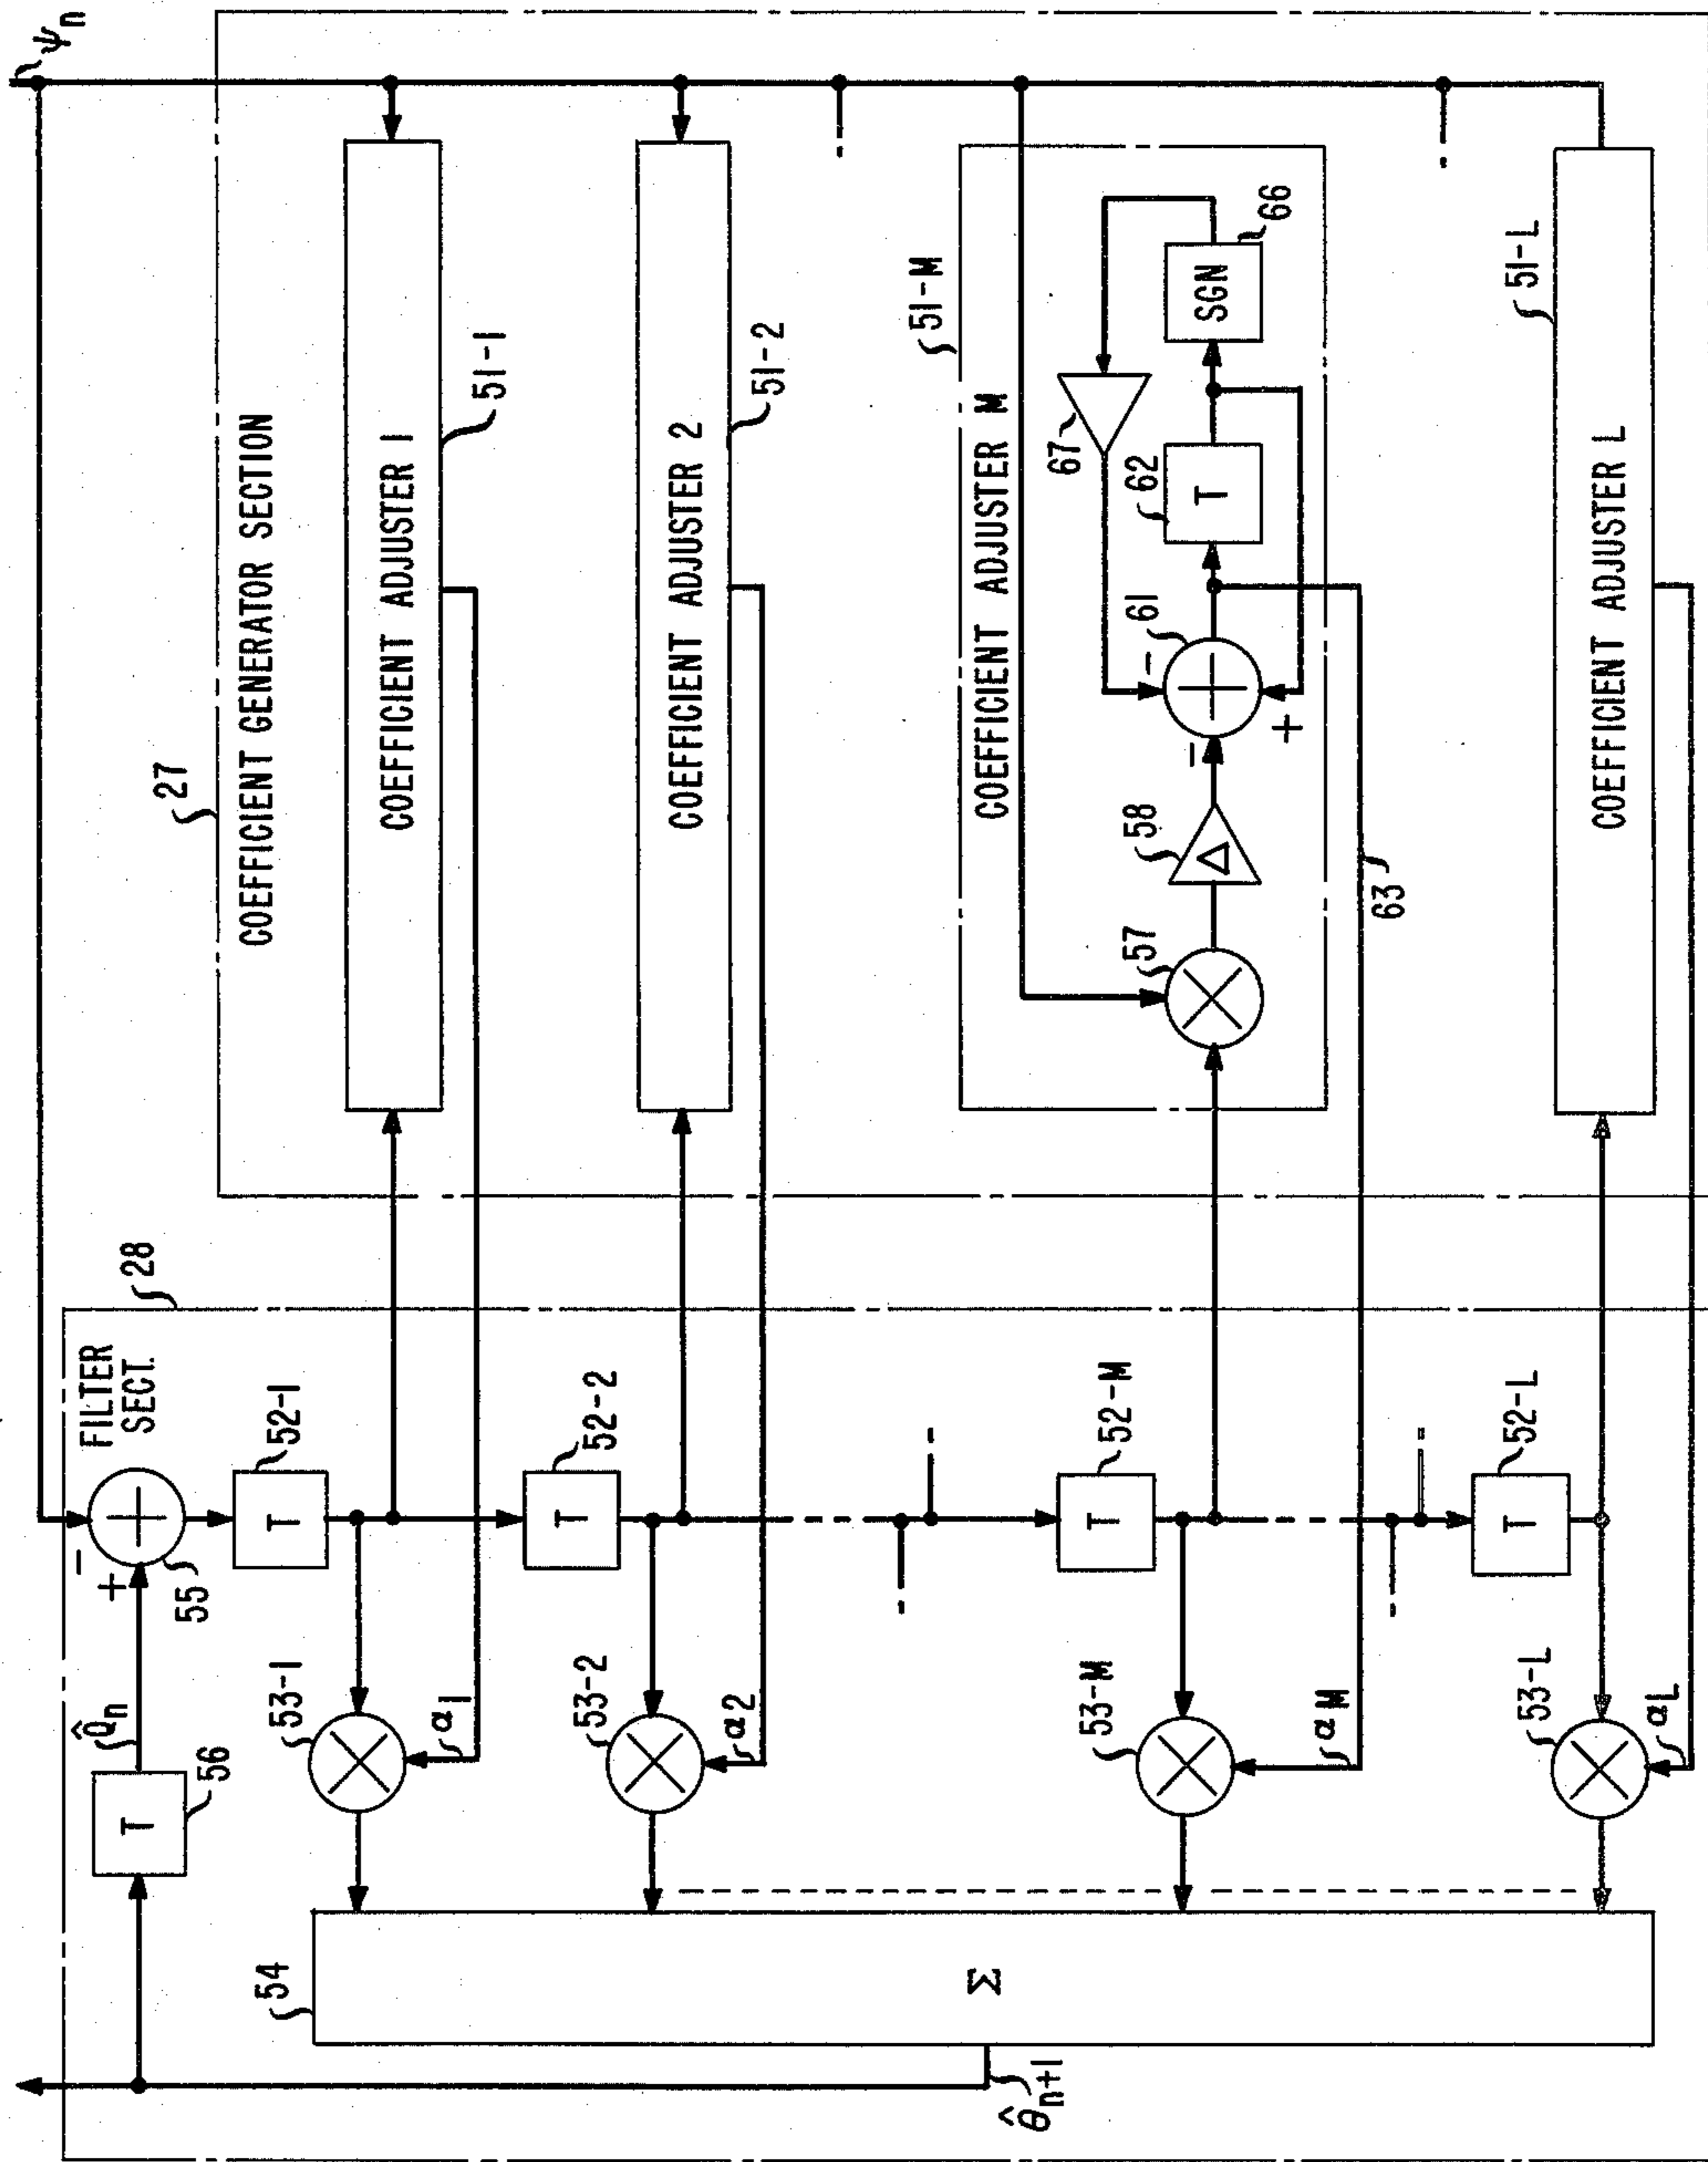 ψn
27
COEFFICIENT GENERATOR SECTION
COEFFICIENT ADJUSTER 1
51-1
COEFFICIENT ADJUSTER 2
51-2
COEFFICIENT ADJUSTER M
51-M
57
58
Δ
-
61
-
+
62
T
SGN
66
67
63
COEFFICIENT ADJUSTER L
51-L
28
FILTER
SECT.
-
+
55
Q̂n
T
56
T
52-1
53-1
α1
T
52-2
53-2
α2
T
52-M
53-M
αM
T
52-L
53-L
αL
54
Σ
θ̂n+1